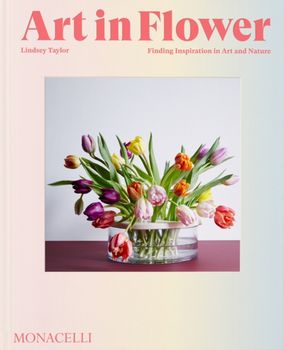 Art in Flower
Lindsey Taylor
Finding Inspiration in Art and Nature
MONACELLI